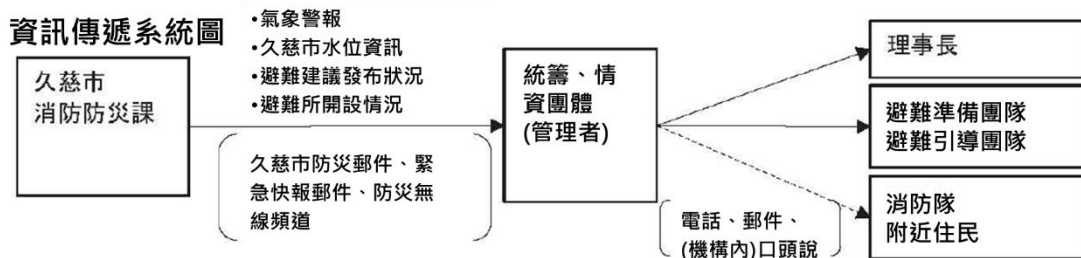 資訊傳遞系統圖
久慈市
消防防災課
•氣象警報
•久慈市水位資訊
•避難建議發布狀況
•避難所開設情況
久慈市防災郵件、緊
急快報郵件、防災無
線頻道
統籌、情
資團體
(管理者)
電話、郵件、
(機構內)口頭說
理事長
避難準備團隊
避難引導團隊
消防隊
附近住民